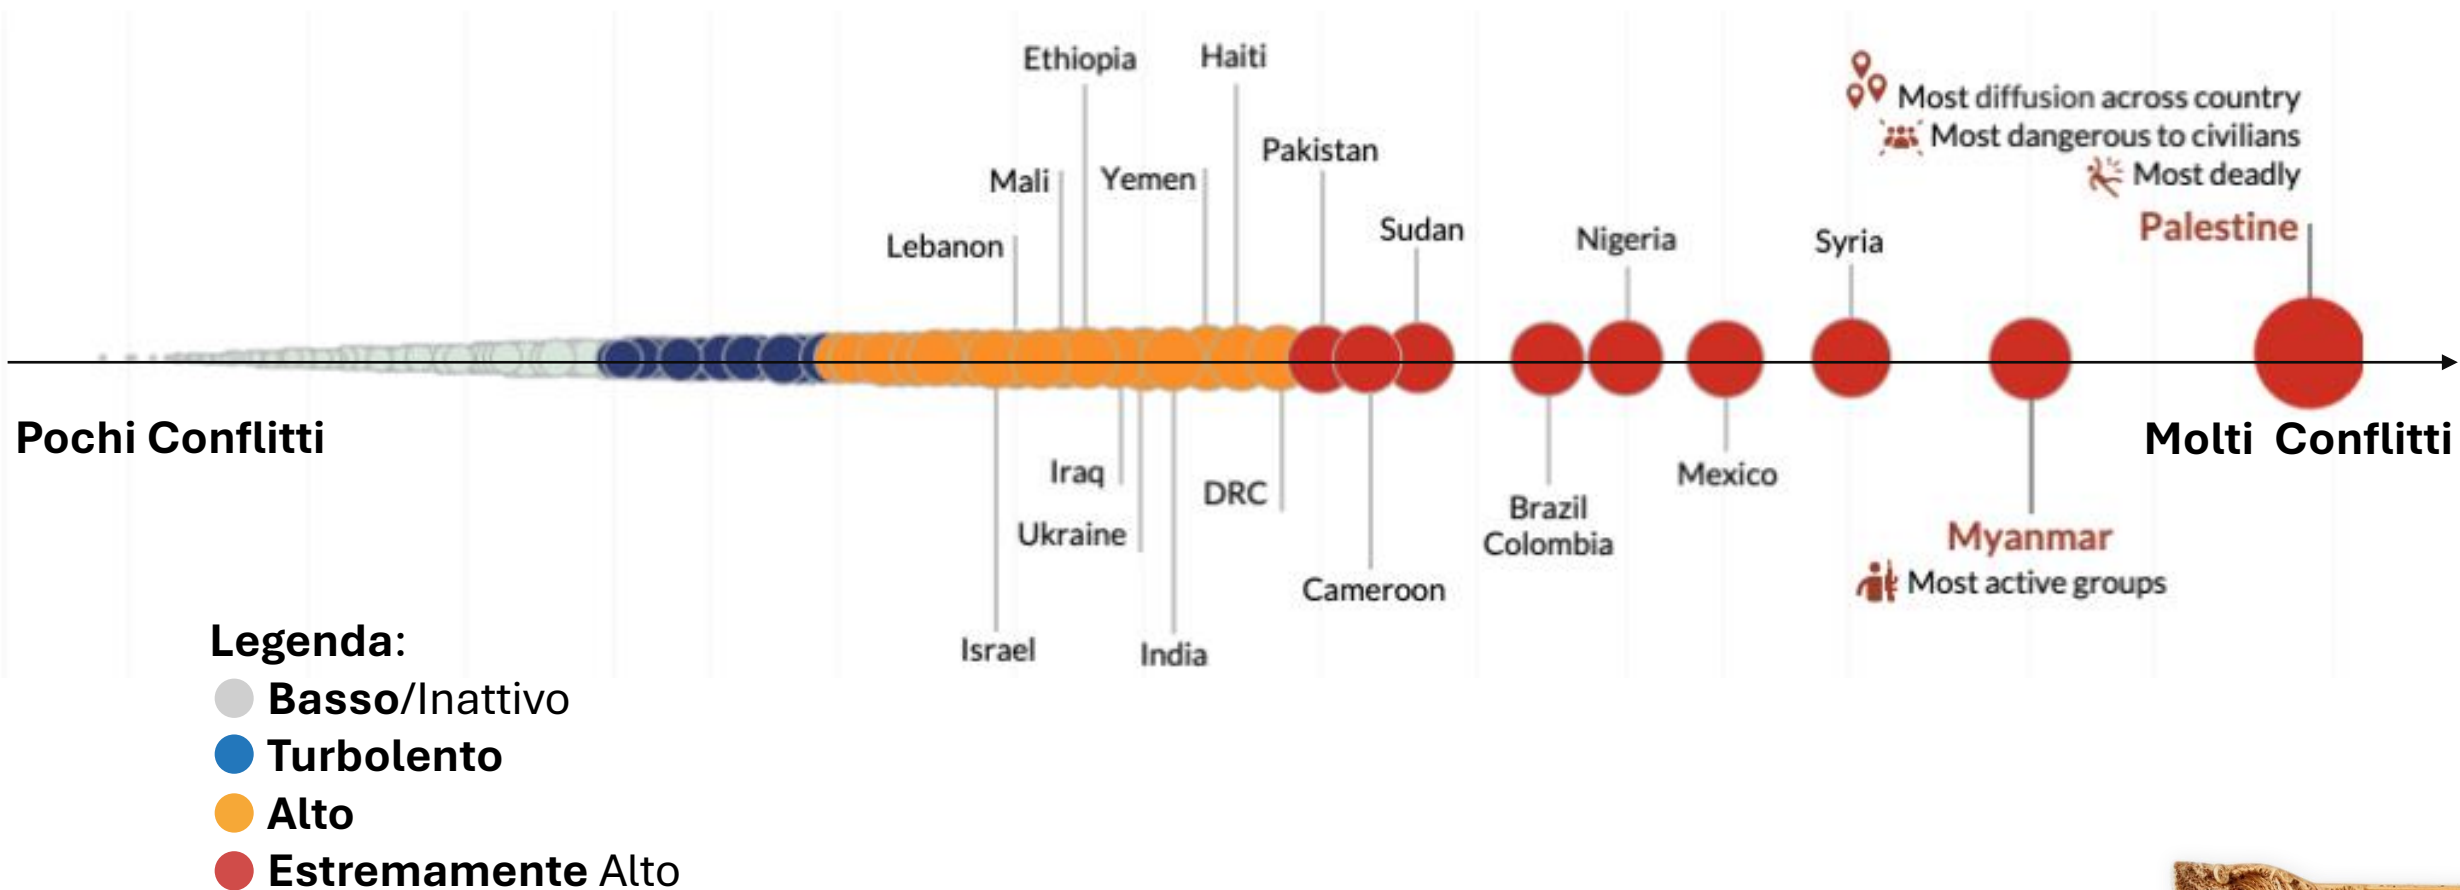 Ethiopia
Haiti
Most diffusion across country
Most dangerous to civilians
Pakistan
Most deadly
Mali
Yemen
Palestine
Sudan
Nigeria
Syria
Lebanon
Pochi Conflitti
Molti Conflitti
Iraq
DRC
Mexico
Ukraine
Brazil
Colombia
Myanmar
Cameroon
Most active groups
Israel
India
Legenda:
Basso/Inattivo
Turbolento
Alto
Estremamente Alto